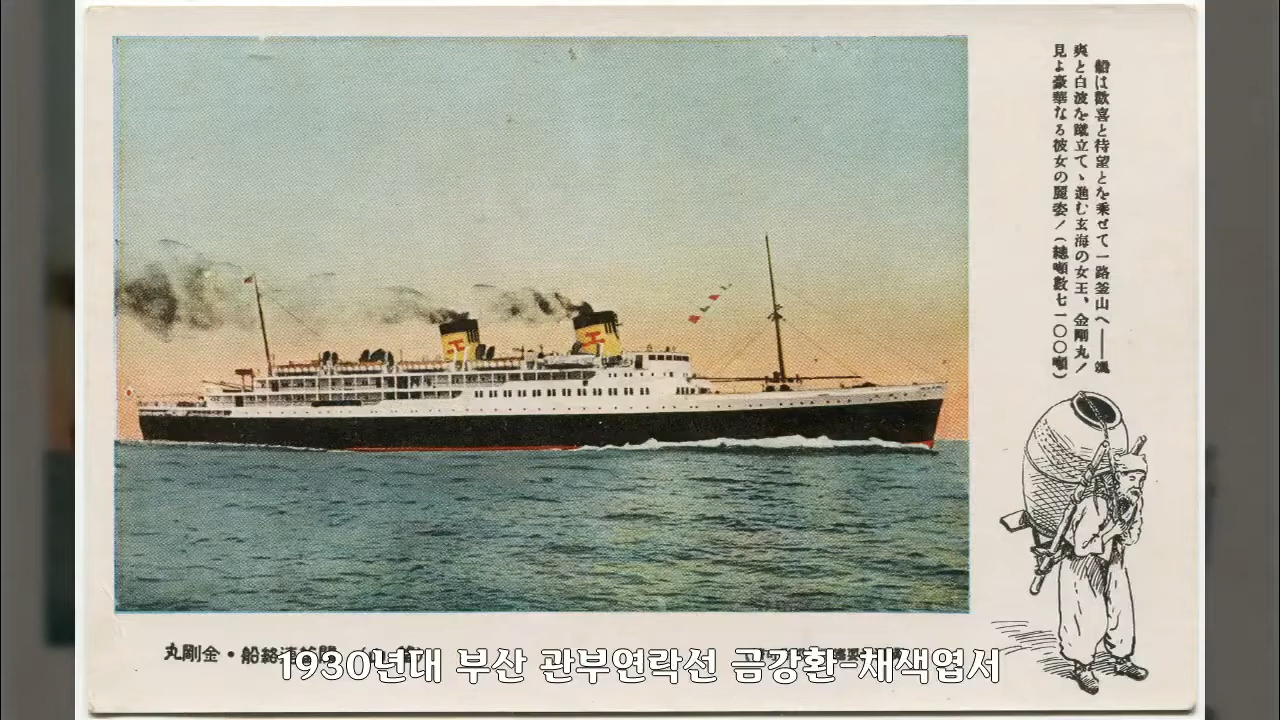 船は歡喜と待望とを乗せて一路釜山へ――颯
爽と白波を蹴立てゝ進む玄海の女王、金剛丸！
見よ豪華なる彼女の麗姿！（總噸數七一〇〇噸）
丸剛金・船絡連
1930년대 부산 관부연락선 금강환-채색엽서